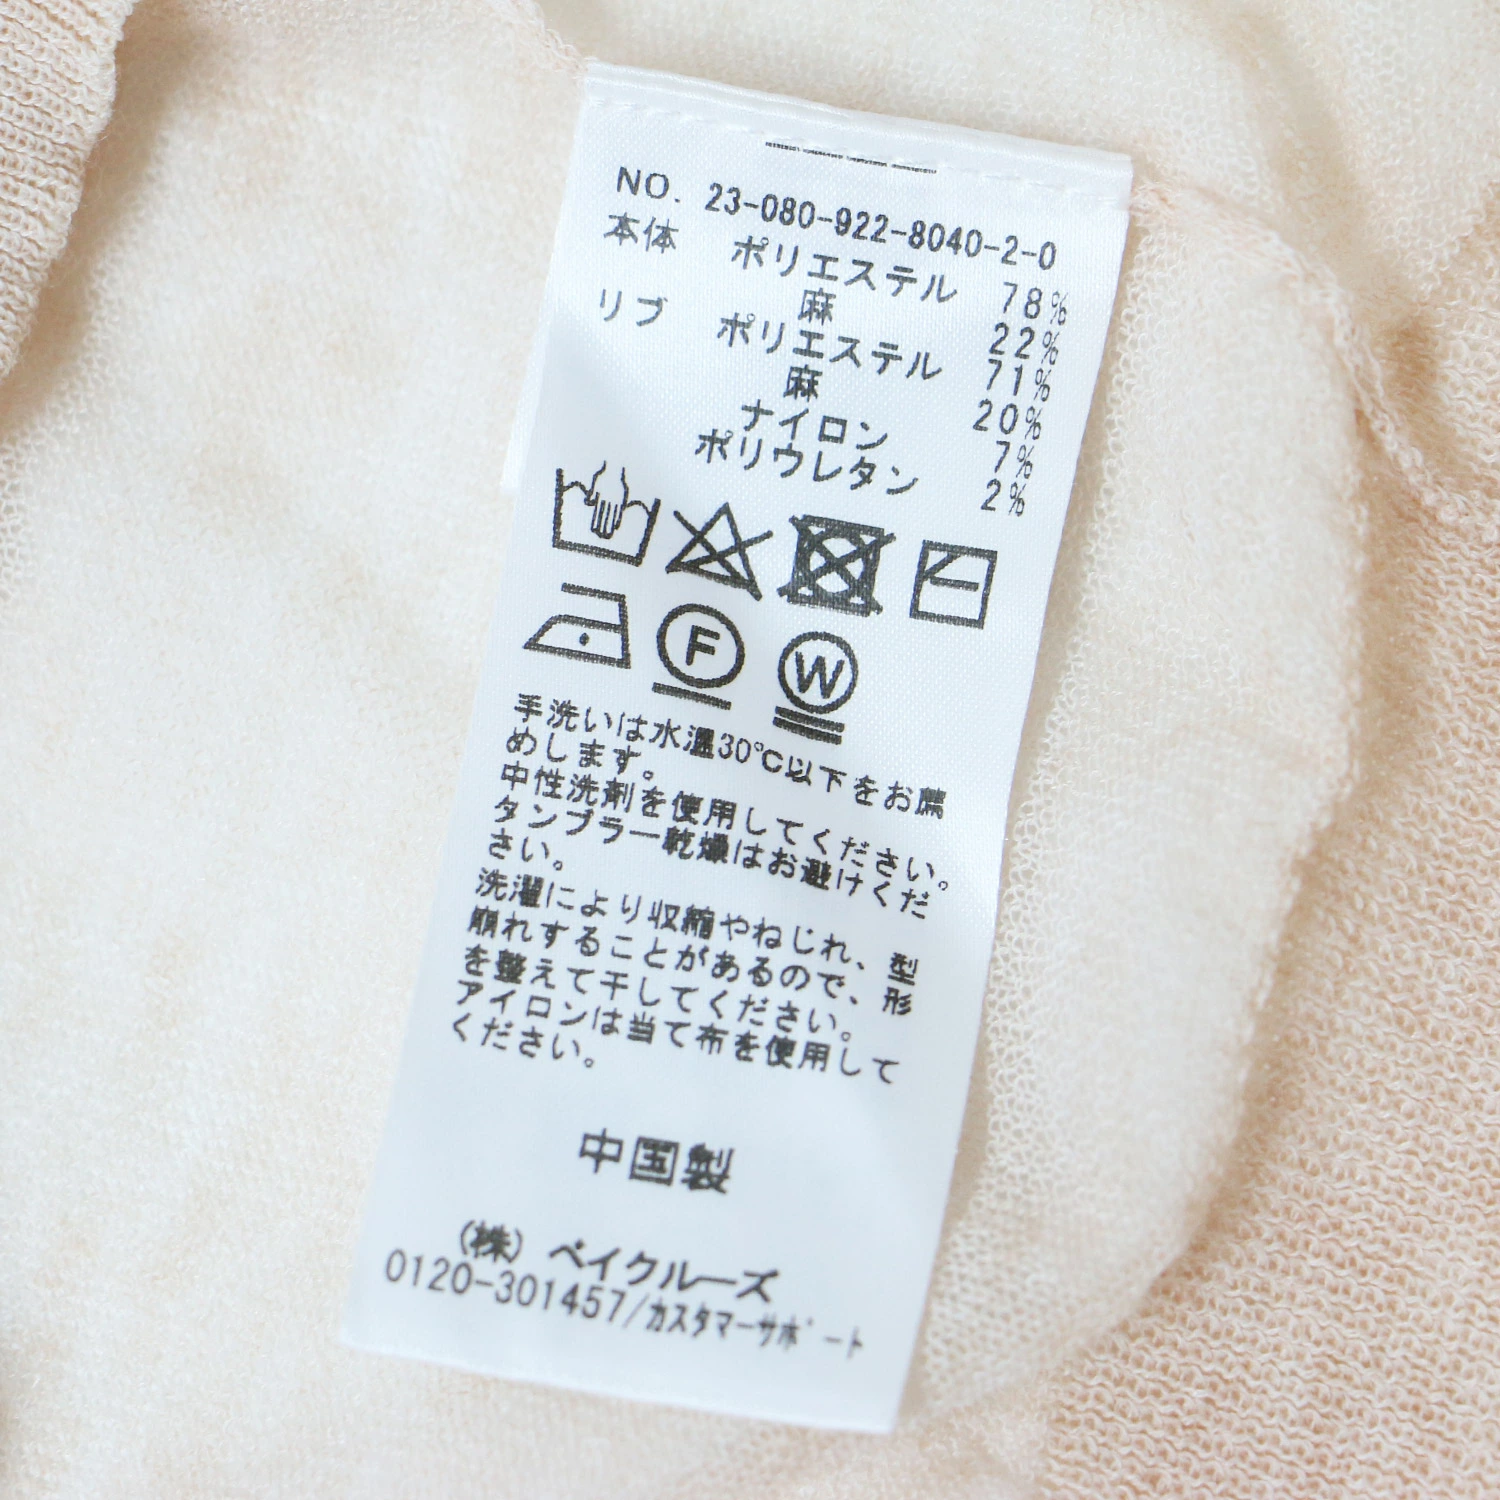 NO. 23-080-922-8040-2-0
本体 ポリエステル 78%
麻 22%
リブ ポリエステル 71%
麻 20%
ナイロン 7%
ポリウレタン 2%
F W
手洗いは水温30℃以下をお薦
めします。
中性洗剤を使用してください。
タンブラー乾燥はお避けくだ
さい。
洗濯により収縮やねじれ、型
崩れすることがあるので、形
を整えて干してください。
アイロンは当て布を使用して
ください。
中国製
(株) ベイクルーズ
0120-301457/カスタマーサポート